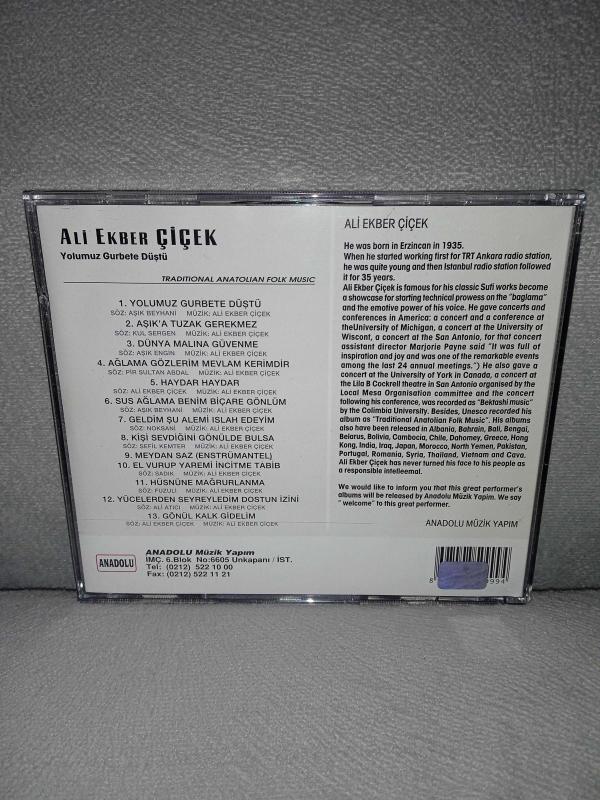 ALİ EKBER ÇİÇEK
Yolumuz Gurbete Düştü
TRADITIONAL ANATOLIAN FOLK MUSIC
1. YOLUMUZ GURBETE DÜŞTÜ
SÖZ: AŞIK BEYHANİ MÜZİK: ALİ EKBER ÇİÇEK
2. AŞIK'A TUZAK GEREKMEZ
SÖZ: KUL SERGEN MÜZİK: ALİ EKBER ÇİÇEK
3. DÜNYA MALINA GÜVENME
SÖZ: AŞIK ENGIN MÜZİK: ALİ EKBER ÇİÇEK
4. AĞLAMA GÖZLERİM MEVLAM KERİMDİR
SÖZ: PİR SULTAN ABDAL MÜZİK: ALİ EKBER ÇİÇEK
5. HAYDAR HAYDAR
SÖZ: ALİ EKBER ÇİÇEK MÜZİK: ALİ EKBER ÇİÇEK
6. SUS AĞLAMA BENİM BİÇARE GÖNLÜM
SÖZ: AŞIK BEYHANİ MÜZİK: ALİ EKBER ÇİÇEK
7. GELDİM ŞU ALEMİ ISLAH EDEYİM
SÖZ: NOKSANİ MÜZİK: ALİ EKBER ÇİÇEK
8. KİŞİ SEVDİĞİNİ GÖNÜLDE BULSA
SÖZ: SEFİL KEMTER MÜZİK: ALİ EKBER ÇİÇEK
9. MEYDAN SAZ (ENSTRÜMANTEL)
10. EL VURUP YAREMİ İNCİTME TABİB
SÖZ: SADIK MÜZİK: ALİ EKBER ÇİÇEK
11. HÜSNÜNE MAĞRURLANMA
SÖZ: FUZULİ MÜZİK: ALİ EKBER ÇİÇEK
12. YÜCELERDEN SEYREYLEDİM DOSTUN İZİNİ
SÖZ: ALİ ATICI MÜZİK: ALİ EKBER ÇİÇEK
13. GÖNÜL KALK GİDELİM
SÖZ: ALİ EKBER ÇİÇEK MÜZİK: ALİ EKBER ÇİÇEK
ANADOLU
ANADOLU Müzik Yapım
İMÇ. 6.Blok No:6605 Unkapanı / İST.
Tel: (0212) 522 10 00
Fax: (0212) 522 11 21
ALİ EKBER ÇİÇEK
He was born in Erzincan in 1935.
When he started working first for TRT Ankara radio station,
he was quite young and then Istanbul radio station followed
it for 35 years.
Ali Ekber Çiçek is famous for his classic Sufi works become
a showcase for starting technical prowess on the "baglama"
and the emotive power of his voice. He gave concerts and
conferences in America: a concert and a conference at
theUniversity of Michigan, a concert at the University of
Wiscont, a concert at the San Antonio, for that concert
assistant director Marjorie Payne said "It was full of
inspiration and joy and was one of the remarkable events
among the last 24 annual meetings.") He also gave a
concert at the University of York in Canada, a concert at
the Lila B Cockrell theatre in San Antonio organised by the
Local Mesa Organisation committee and the concert
following his conference, was recorded as "Bektashi music"
by the Colimbia University. Besides, Unesco recorded his
album as "Traditional Anatolian Folk Music". His albums
also have been released in Albania, Bahrain, Bali, Bengai,
Belarus, Bolivia, Cambocia, Chile, Dahomey, Greece, Hong
Kong, India, Iraq, Japan, Morocco, North Yemen, Pakistan,
Portugal, Romania, Syria, Thailand, Vietnam and Cava.
Ali Ekber Çiçek has never turned his face to his people as
a responsible intelleemal.
We would like to inform you that this great performer's
albums will be released by Anadolu Müzik Yapim. We say
" welcome" to this great performer.
ANADOLU MÜZİK YAPIM
8 994